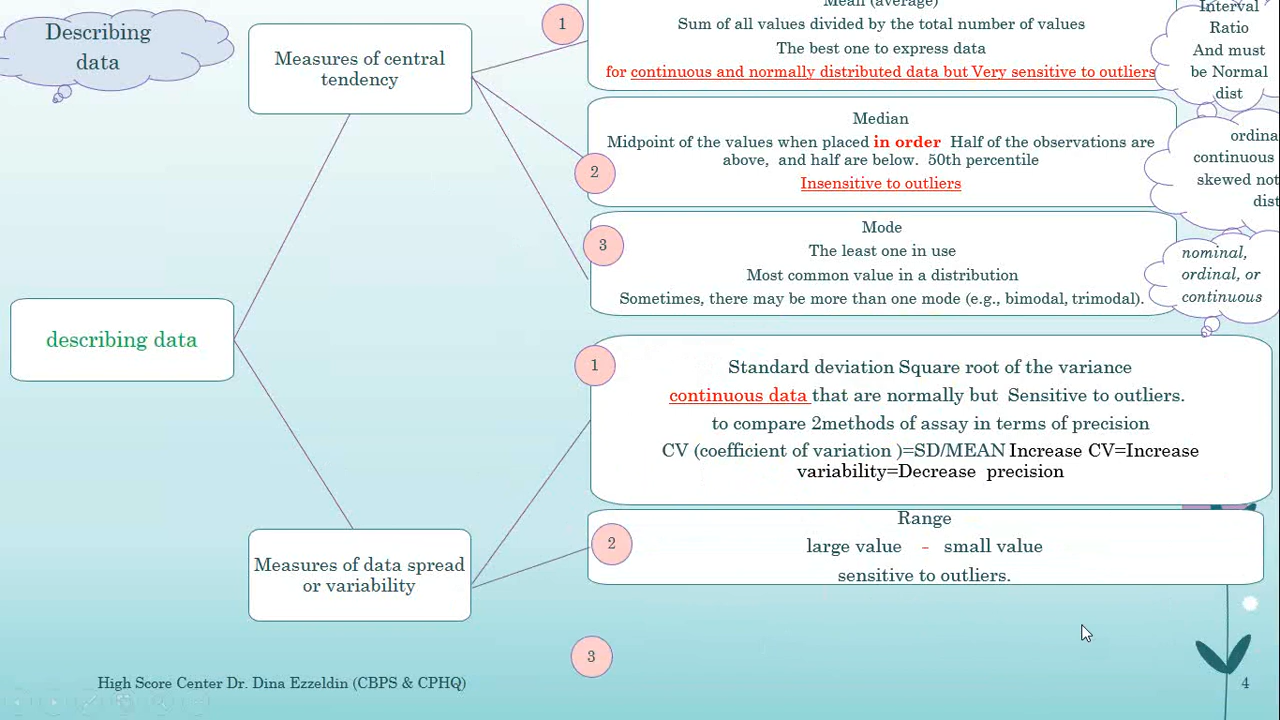 Describing
data
Measures of central
tendency
1
Mean (average)
Sum of all values divided by the total number of values
The best one to express data
for continuous and normally distributed data but Very sensitive to outliers
Interval
Ratio
And must
be Normal
dist
Median
Midpoint of the values when placed in order Half of the observations are
above, and half are below. 50th percentile
Insensitive to outliers
2
continuous
skewed not
dist
3
Mode
The least one in use
Most common value in a distribution
Sometimes, there may be more than one mode (e.g., bimodal, trimodal).
nominal,
ordinal, or
continuous
describing data
1
Standard deviation Square root of the variance
continuous data that are normally but Sensitive to outliers.
to compare 2methods of assay in terms of precision
CV (coefficient of variation )=SD/MEAN Increase CV=Increase
variability=Decrease precision
Measures of data spread
or variability
2
Range
large value - small value
sensitive to outliers.
3
High Score Center Dr. Dina Ezzeldin (CBPS & CPHQ)
4